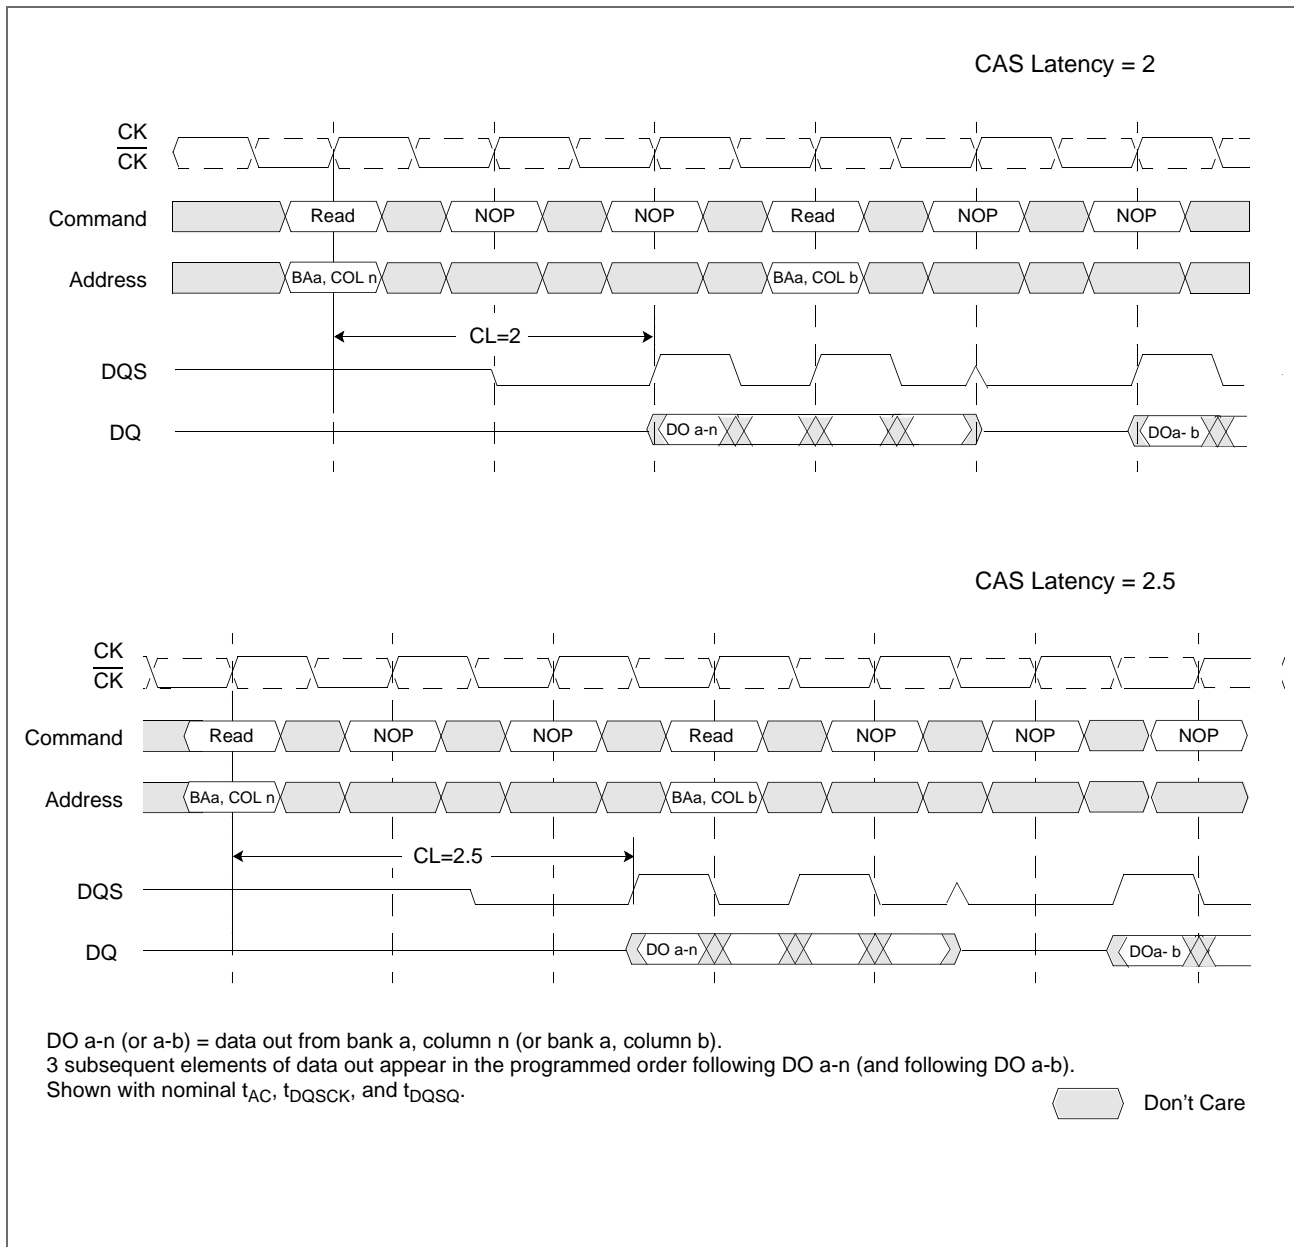 CAS Latency = 2
CK
CK
Command Read NOP NOP Read NOP NOP
Address BAa, COL n BAa, COL b
CL=2
DQS
DQ DO a-n DOa- b
CAS Latency = 2.5
CK
CK
Command Read NOP NOP Read NOP NOP NOP
Address BAa, COL n BAa, COL b
CL=2.5
DQS
DQ DO a-n DOa- b
DO a-n (or a-b) = data out from bank a, column n (or bank a, column b).
3 subsequent elements of data out appear in the programmed order following DO a-n (and following DO a-b).
Shown with nominal tAC, tDQSCK, and tDQSQ.
Don't Care